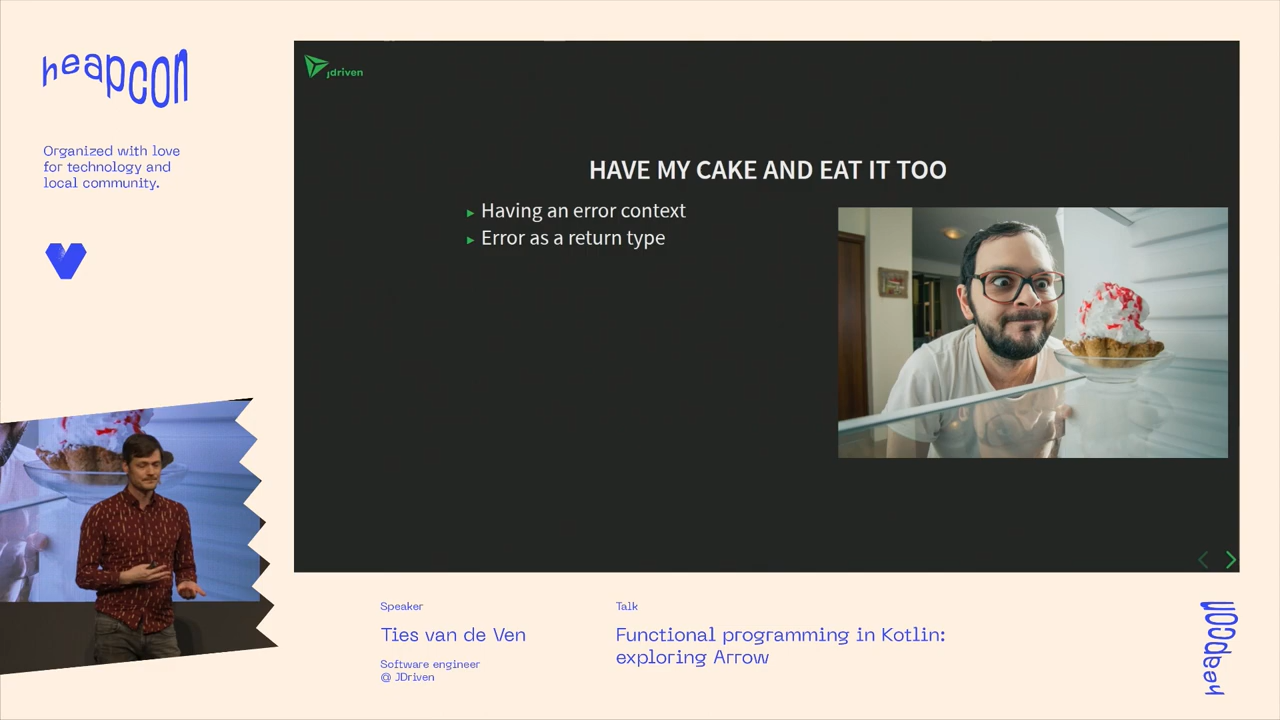 heapcon
Organized with love
for technology and
local community.
jdriven
HAVE MY CAKE AND EAT IT TOO
▸ Having an error context
▸ Error as a return type
Speaker
Ties van de Ven
Software engineer
@ JDriven
Talk
Functional programming in Kotlin:
exploring Arrow
heapcon